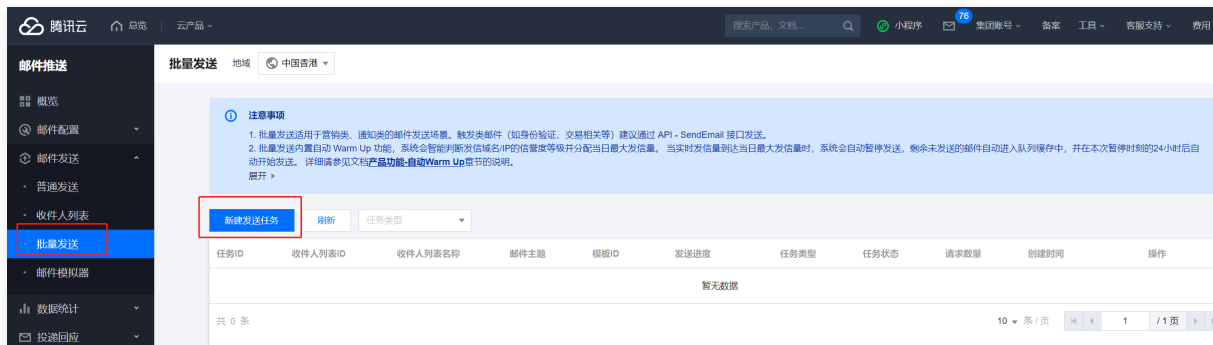 腾讯云 总览 云产品 搜索产品、文档... 小程序 76 集团账号 备案 工具 客服支持 费用
邮件推送
批量发送 地域 中国香港
概览
邮件配置
邮件发送
普通发送
收件人列表
批量发送
邮件模拟器
数据统计
投递回应
注意事项
1. 批量发送适用于营销类、通知类的邮件发送场景。触发类邮件（如身份验证、交易相关等）建议通过 API - SendEmail 接口发送。
2. 批量发送内置自动 Warm Up 功能，系统会智能判断发信域名/IP的信誉度等级并分配当日最大发信量。 当实时发信量到达当日最大发信量时，系统会自动暂停发送，剩余未发送的邮件自动进入队列缓存中，并在本次暂停时刻的24小时后自
动开始发送。 详细请参见文档产品功能-自动Warm Up章节的说明。
展开
新建发送任务 刷新 任务类型
任务ID 收件人列表ID 收件人列表名称 邮件主题 模板ID 发送进度 任务类型 任务状态 请求数量 创建时间 操作
暂无数据
共 0 条 10 条 / 页 1 / 1 页